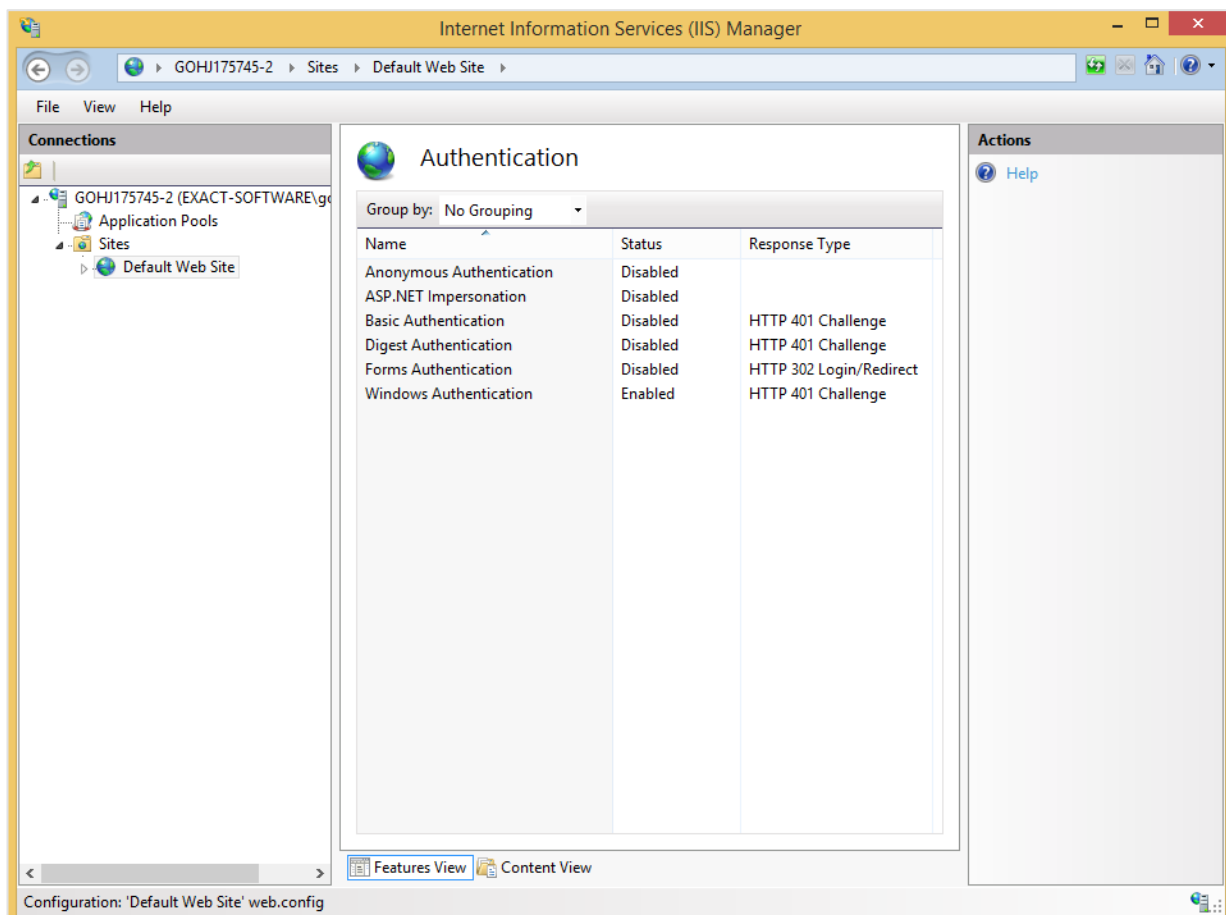 Internet Information Services (IIS) Manager
GOHJ175745-2 Sites Default Web Site
File View Help
Connections
GOHJ175745-2 (EXACT-SOFTWARE\g
Application Pools
Sites
Default Web Site
Authentication
Group by: No Grouping
Name Status Response Type
Anonymous Authentication Disabled
ASP.NET Impersonation Disabled
Basic Authentication Disabled HTTP 401 Challenge
Digest Authentication Disabled HTTP 401 Challenge
Forms Authentication Disabled HTTP 302 Login/Redirect
Windows Authentication Enabled HTTP 401 Challenge
Features View Content View
Actions
Help
Configuration: 'Default Web Site' web.config